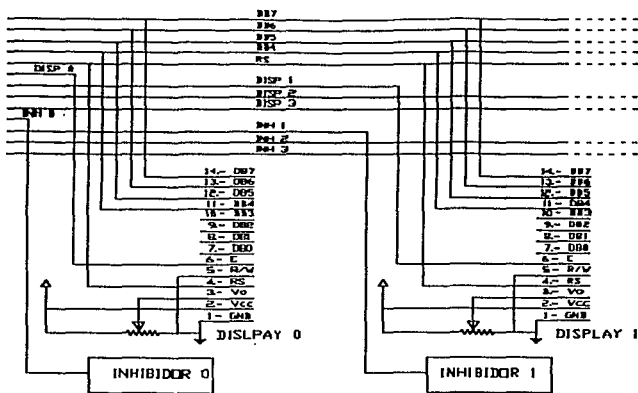 DB7
DB6
DB5
DB4
RS
DISP 0
DISP 1
DISP 2
DISP 3
INH 0
INH 1
INH 2
INH 3
14.- DB7
13.- DB6
12.- DB5
11 - DB4
10 - DB3
9.- DB2
8.- DB1
7.- DB0
6 - E
5 - R/W
4.- RS
3.- Vo
2.- Vcc
1 - GND
DISLPAY 0
INHIBIDOR 0
14.- DB7
13.- DB6
12.- DB5
11- DB4
10.- DB3
9.- DB2
8.- DB1
7.- DB0
6 - E
5.- R/W
4.- RS
3.- Vo
2.- Vcc
1 - GND
DISPLAY 1
INHIBIDOR 1